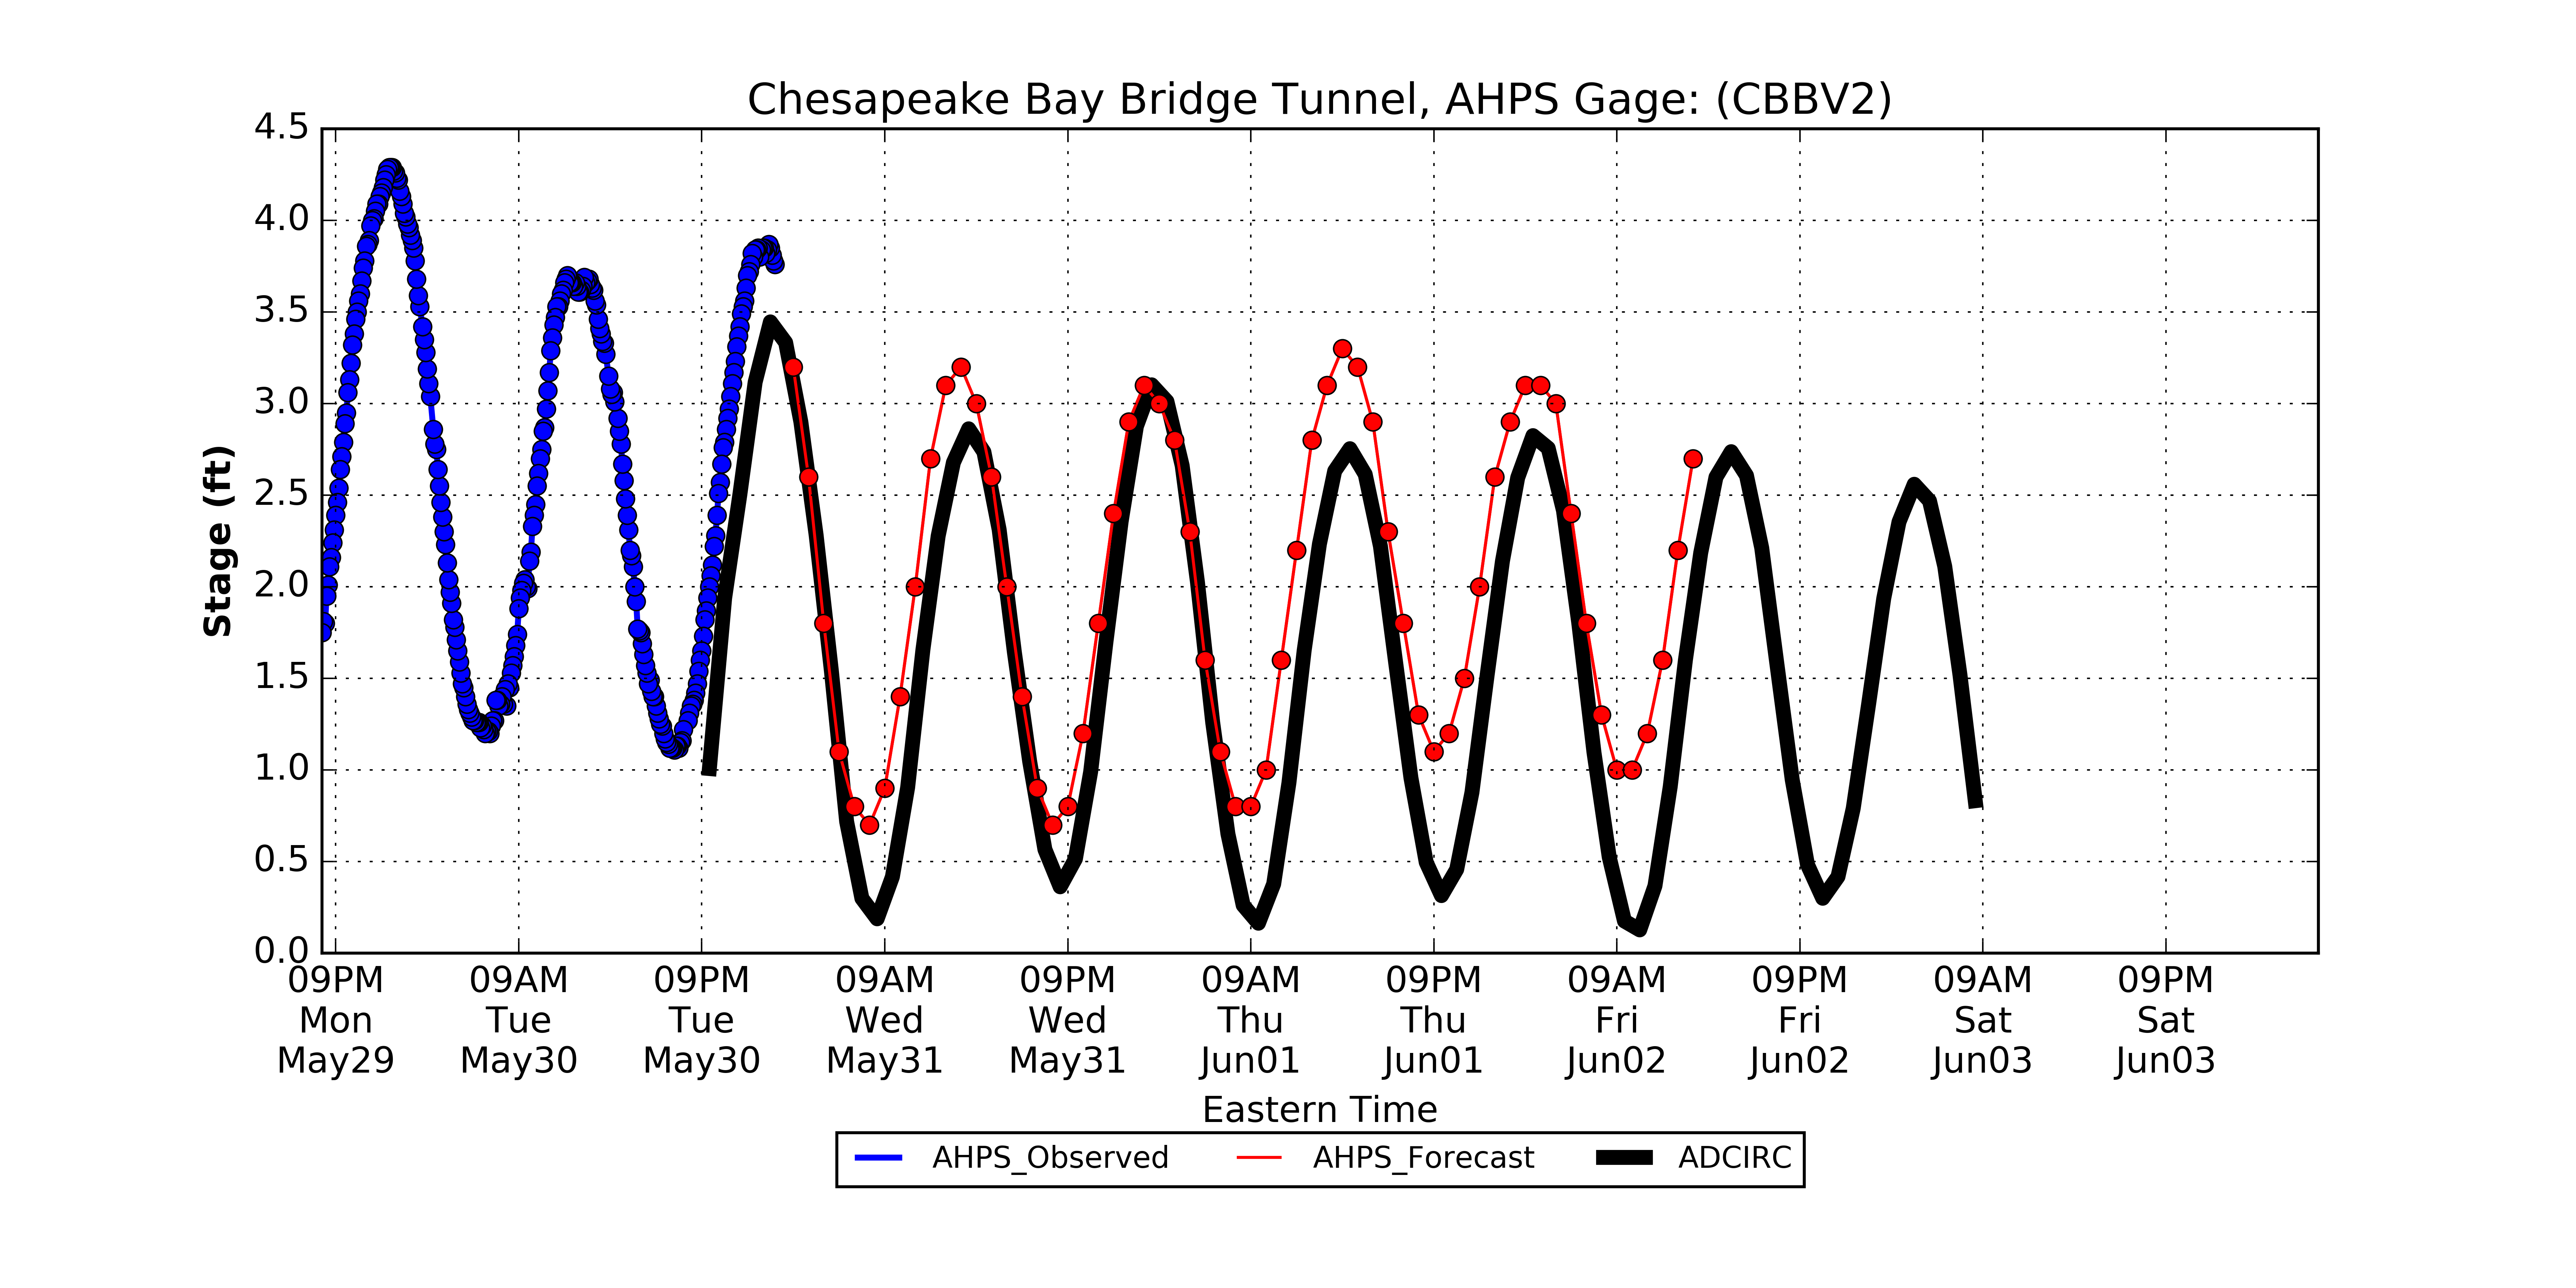 Chesapeake Bay Bridge Tunnel, AHPS Gage: (CBBV2)
4.5
4.0
3.5
3.0
2.5
2.0
1.5
1.0
0.5
0.0
Stage (ft)
09PM 09AM 09PM 09AM 09PM 09AM 09PM 09AM 09PM 09AM 09PM
Mon Tue Tue Wed Wed Thu Thu Fri Fri Sat Sat
May29 May30 May30 May31 May31 Jun01 Jun01 Jun02 Jun02 Jun03 Jun03
Eastern Time
AHPS_Observed AHPS_Forecast ADCIRC